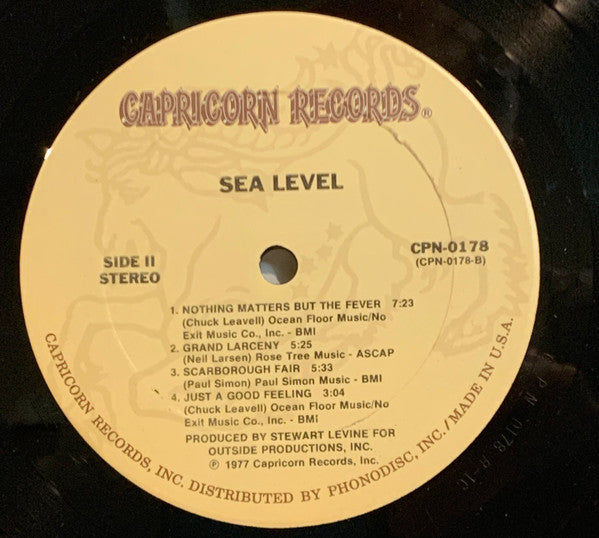 CAPRICORN RECORDS®
SEA LEVEL
SIDE II
STEREO
CPN-0178
(CPN-0178-B)
1. NOTHING MATTERS BUT THE FEVER 7:23
(Chuck Leavell) Ocean Floor Music/No
Exit Music Co., Inc. - BMI
2. GRAND LARCENY 5:25
(Neil Larsen) Rose Tree Music - ASCAP
3. SCARBOROUGH FAIR 5:33
(Paul Simon) Paul Simon Music - BMI
4. JUST A GOOD FEELING 3:04
(Chuck Leavell) Ocean Floor Music/No
Exit Music Co., Inc. - BMI
PRODUCED BY STEWART LEVINE FOR
OUTSIDE PRODUCTIONS, INC.
℗ 1977 Capricorn Records, Inc.
CAPRICORN RECORDS, INC. DISTRIBUTED BY PHONODISC, INC./MADE IN U.S.A.